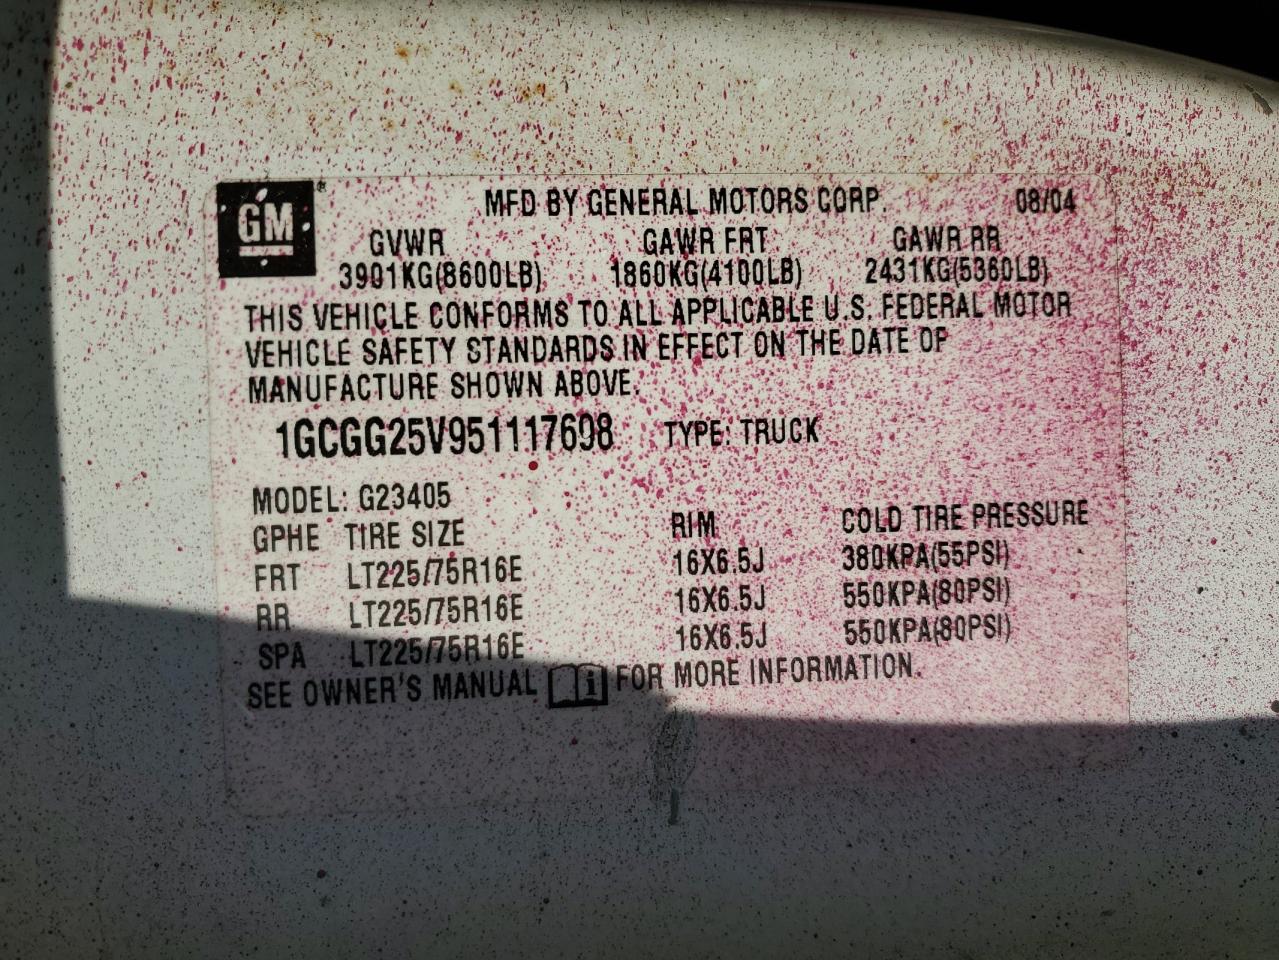 GM ® MFD BY GENERAL MOTORS CORP. 08/04
GVWR GAWR FRT GAWR RR
3901KG(8600LB) 1860KG(4100LB) 2431KG(5360LB)
THIS VEHICLE CONFORMS TO ALL APPLICABLE U.S. FEDERAL MOTOR
VEHICLE SAFETY STANDARDS IN EFFECT ON THE DATE OF
MANUFACTURE SHOWN ABOVE.
1GCGG25V951117698 TYPE: TRUCK
MODEL: G23405
GPHE TIRE SIZE RIM COLD TIRE PRESSURE
FRT LT225/75R16E 16X6.5J 380KPA(55PSI)
RR LT225/75R16E 16X6.5J 550KPA(80PSI)
SPA LT225/75R16E 16X6.5J 550KPA(80PSI)
SEE OWNER'S MANUAL i FOR MORE INFORMATION.